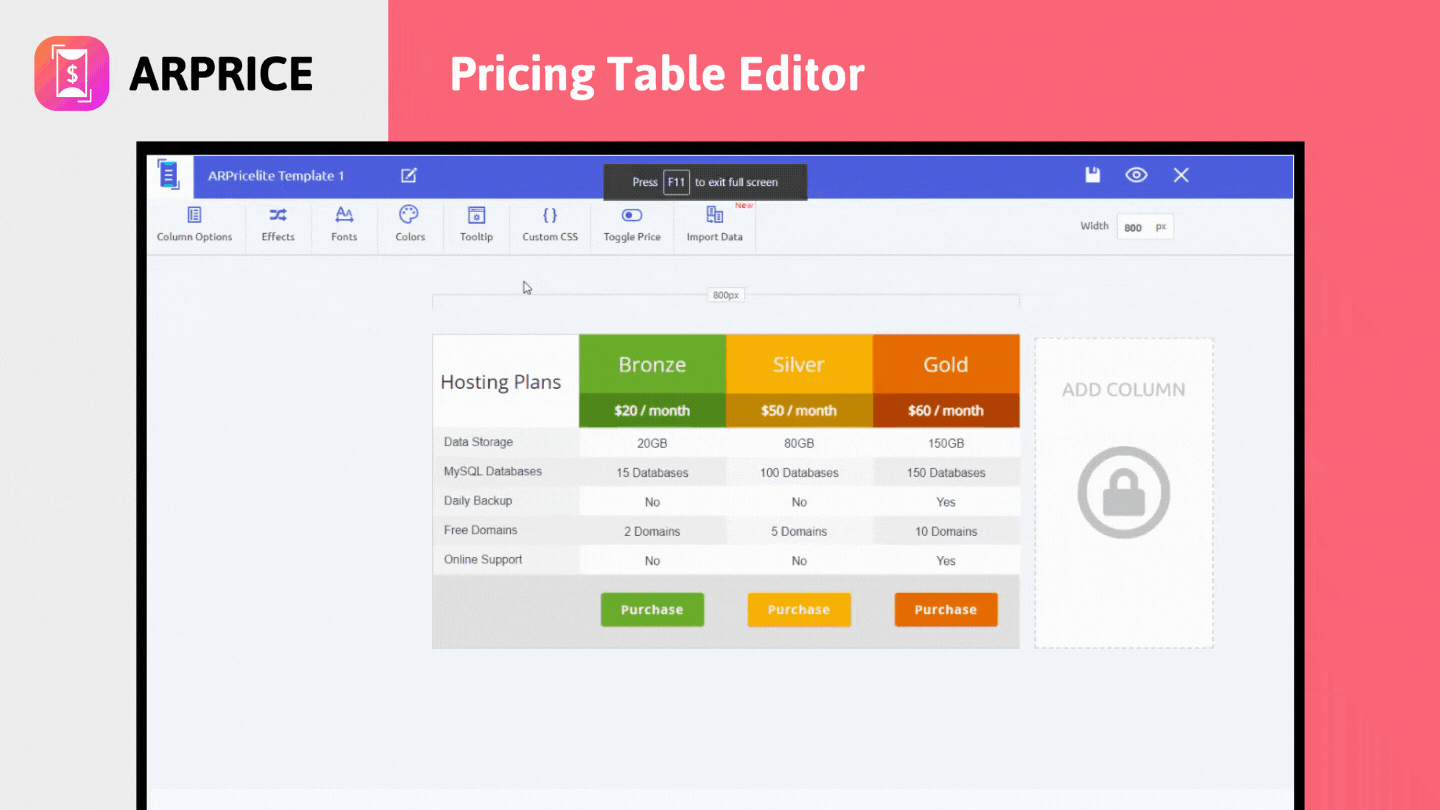 $
ARPRICE
Pricing Table Editor
ARPricelite Template 1
Press F11 to exit full screen
Column Options
Effects
Fonts
Colors
Tooltip
{ }
Custom CSS
Toggle Price
New
Import Data
Width 800 px
800px
Hosting Plans Bronze Silver Gold
$20 / month $50 / month $60 / month
Data Storage 20GB 80GB 150GB
MySQL Databases 15 Databases 100 Databases 150 Databases
Daily Backup No No Yes
Free Domains 2 Domains 5 Domains 10 Domains
Online Support No No Yes
Purchase Purchase Purchase
ADD COLUMN